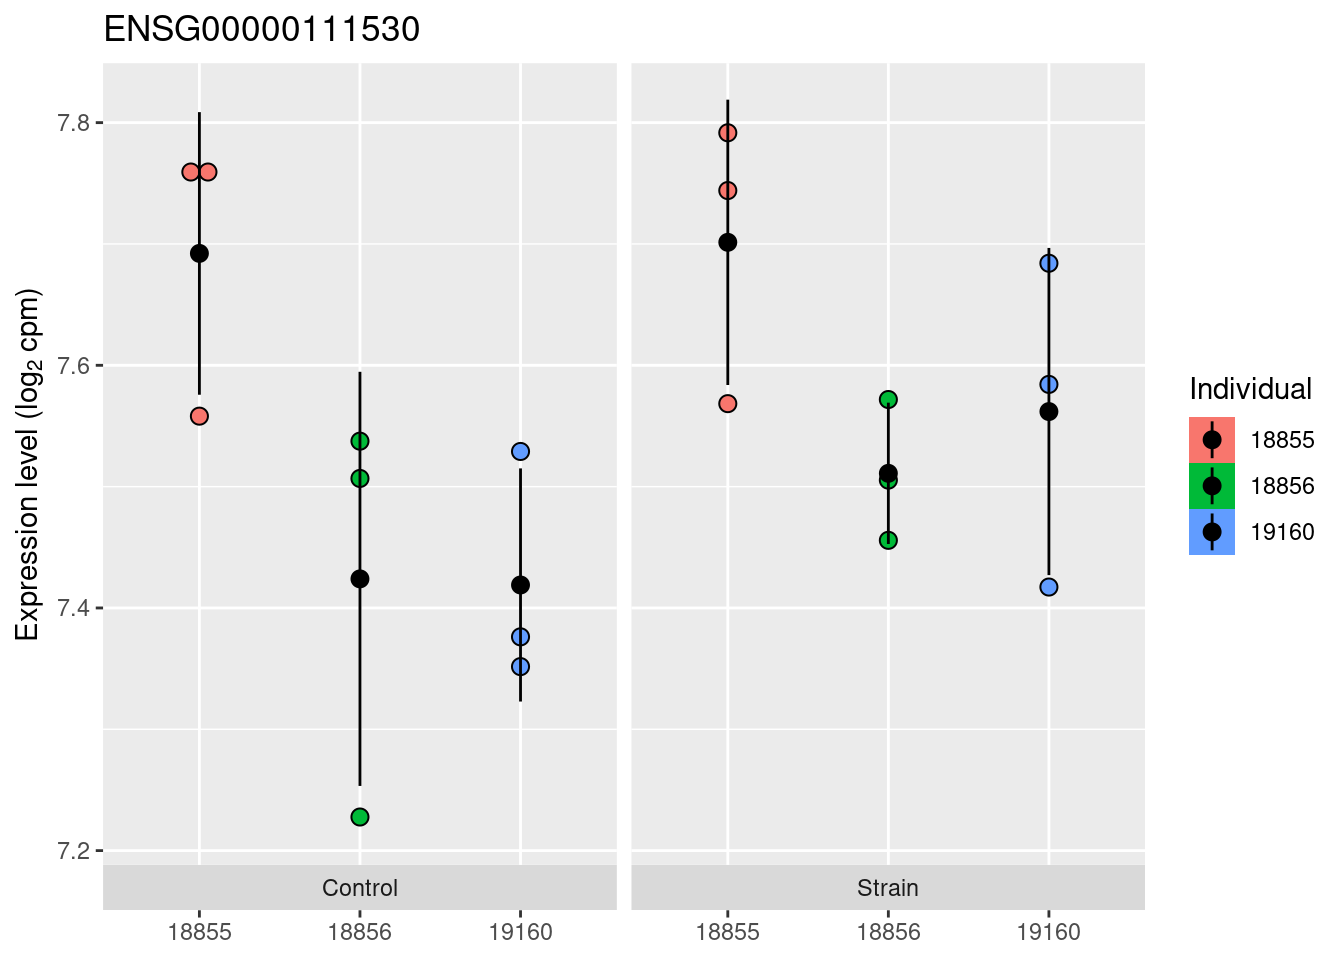 ENSG00000111530
Expression level (log₂ cpm)
7.8
7.6
7.4
7.2
Control
Strain
18855
18856
19160
18855
18856
19160
Individual
18855
18856
19160